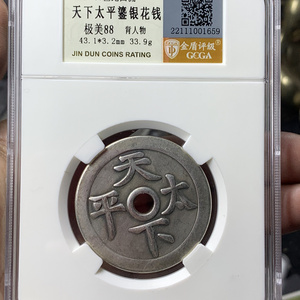 天下太平鎏银花钱
极美88 背人物
43.1*3.2mm 33.9g
JIN DUN COINS RATING
金盾评级
GCGA
22111001659
天下太平